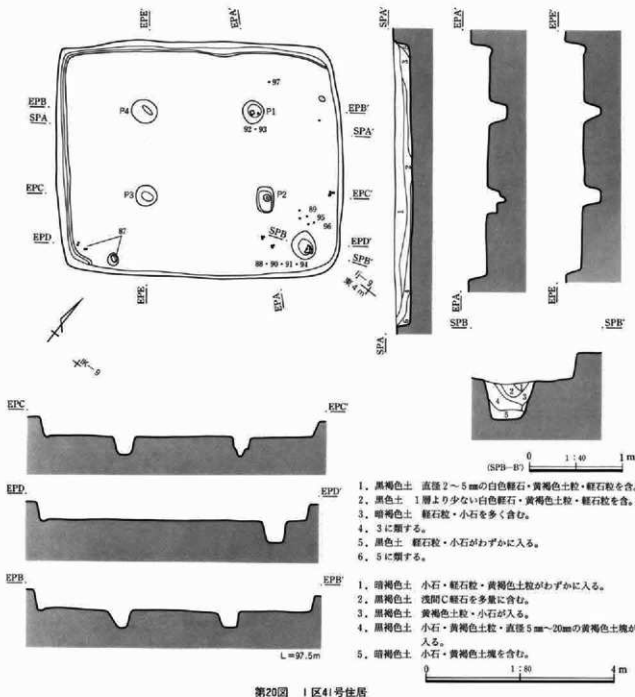 EPE'
EPA'
EPB
SPA
EPC
EPD
EPB'
SPA'
EPC'
EPD'
SPB'
SPB
EPE
EPA
P4
P1
P3
P2
97
92・93
89
95
96
87
88・90・91・94
東4m
SPA'
SPA
EPA'
EPA
EPE'
EPE
SPB
SPB'
2
3
4
5
(SPB—B')
0
1:40
1m
EPC
EPC'
EPD
EPD'
EPB
EPB'
L=97.5m
1、黒褐色土 直径2～5㎜の白色軽石・黄褐色土粒・軽石粒を含。
2、黒色土 1層より少ない白色軽石・黄褐色土粒・軽石粒を含。
3、暗褐色土 軽石粒・小石を多く含む。
4、3に類する。
5、黒色土 軽石粒・小石がわずかに入る。
6、5に類する。
1、暗褐色土 小石・軽石粒・黄褐色土粒がわずかに入る。
2、黒褐色土 浅間C軽石を多量に含む。
3、黒褐色土 黄褐色土粒・小石が入る。
4、黒褐色土 小石・黄褐色土粒・直径5㎜～20㎜の黄褐色土塊が
入る。
5、暗褐色土 小石・黄褐色土塊を含む。
0
1:80
4m
第20図 I区41号住居